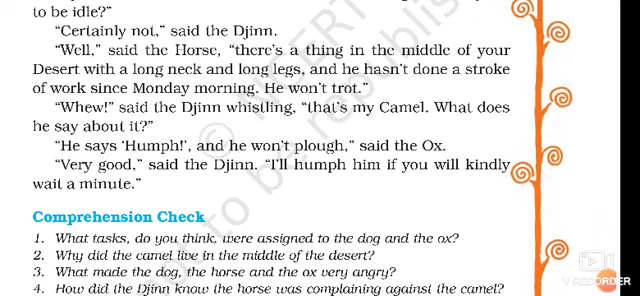 to be idle?”
“Certainly not,” said the Djinn.
“Well,” said the Horse, “there’s a thing in the middle of your
Desert with a long neck and long legs, and he hasn’t done a stroke
of work since Monday morning. He won’t trot.”
“Whew!” said the Djinn whistling, “that’s my Camel. What does
he say about it?”
“He says ‘Humph!’, and he won’t plough,” said the Ox.
“Very good,” said the Djinn. “I’ll humph him if you will kindly
wait a minute.”
Comprehension Check
1. What tasks, do you think, were assigned to the dog and the ox?
2. Why did the camel live in the middle of the desert?
3. What made the dog, the horse and the ox very angry?
4. How did the Djinn know the horse was complaining against the camel?
© NCERT
not to be republished
V RECORDER